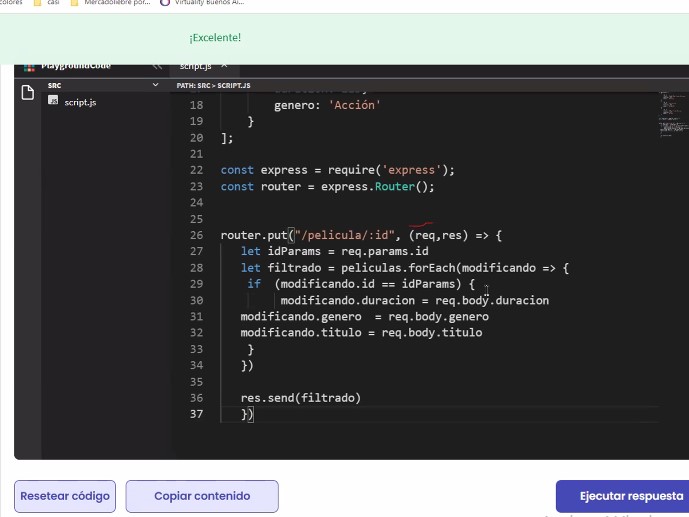 colores casi Mercadolibre por... Virtuality Buenos Ai...
¡Excelente!
PlaygroundCode script.js
SRC PATH: SRC > SCRIPT.JS
script.js
18 genero: 'Acción'
19 }
20 ];
21
22 const express = require('express');
23 const router = express.Router();
24
25
26 router.put("/pelicula/:id", (req,res) => {
27 let idParams = req.params.id
28 let filtrado = peliculas.forEach(modificando => {
29 if (modificando.id == idParams) {
30 modificando.duracion = req.body.duracion
31 modificando.genero = req.body.genero
32 modificando.titulo = req.body.titulo
33 }
34 })
35
36 res.send(filtrado)
37 })
Resetear código Copiar contenido Ejecutar respuesta